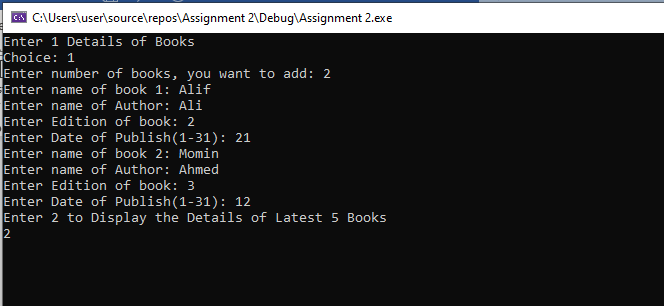 C:\Users\user\source\repos\Assignment 2\Debug\Assignment 2.exe
Enter 1 Details of Books
Choice: 1
Enter number of books, you want to add: 2
Enter name of book 1: Alif
Enter name of Author: Ali
Enter Edition of book: 2
Enter Date of Publish(1-31): 21
Enter name of book 2: Momin
Enter name of Author: Ahmed
Enter Edition of book: 3
Enter Date of Publish(1-31): 12
Enter 2 to Display the Details of Latest 5 Books
2